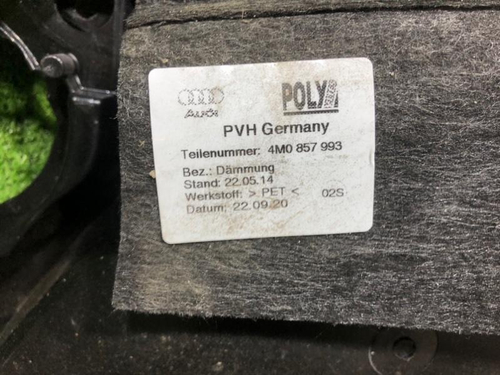 Audi
POLY
PVH Germany
Teilenummer: 4M0 857 993
Bez.: Dämmung
Stand: 22.05.14
Werkstoff: > PET < 02S
Datum: 22.09.20